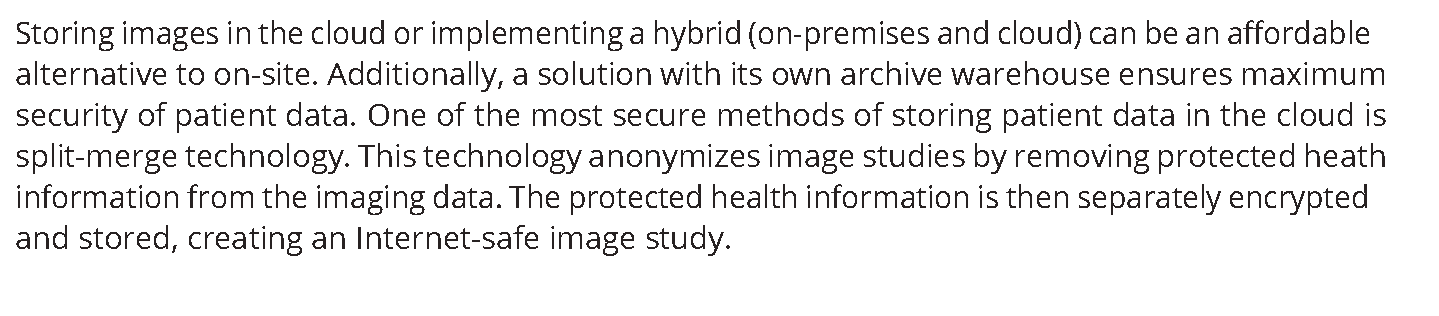 Storing images in the cloud or implementing a hybrid (on-premises and cloud) can be an affordable
alternative to on-site. Additionally, a solution with its own archive warehouse ensures maximum
security of patient data. One of the most secure methods of storing patient data in the cloud is
split-merge technology. This technology anonymizes image studies by removing protected heath
information from the imaging data. The protected health information is then separately encrypted
and stored, creating an Internet-safe image study.